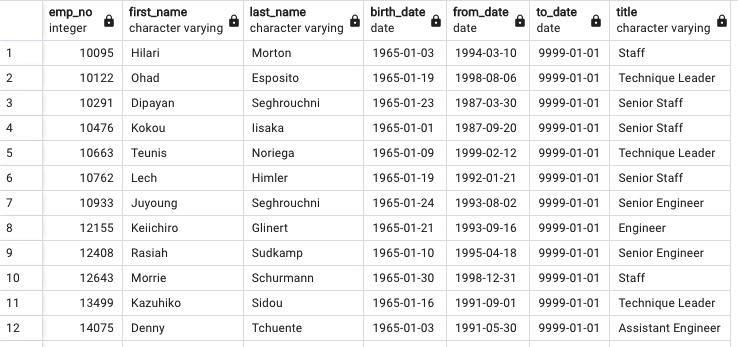 emp_no first_name last_name birth_date from_date to_date title
integer character varying character varying date date date character varying
1 10095 Hilari Morton 1965-01-03 1994-03-10 9999-01-01 Staff
2 10122 Ohad Esposito 1965-01-19 1998-08-06 9999-01-01 Technique Leader
3 10291 Dipayan Seghrouchni 1965-01-23 1987-03-30 9999-01-01 Senior Staff
4 10476 Kokou Iisaka 1965-01-01 1987-09-20 9999-01-01 Senior Staff
5 10663 Teunis Noriega 1965-01-09 1999-02-12 9999-01-01 Technique Leader
6 10762 Lech Himler 1965-01-19 1992-01-21 9999-01-01 Senior Staff
7 10933 Juyoung Seghrouchni 1965-01-24 1993-08-02 9999-01-01 Senior Engineer
8 12155 Keiichiro Glinert 1965-01-21 1993-09-16 9999-01-01 Engineer
9 12408 Rasiah Sudkamp 1965-01-10 1995-04-18 9999-01-01 Senior Engineer
10 12643 Morrie Schurmann 1965-01-30 1998-12-31 9999-01-01 Staff
11 13499 Kazuhiko Sidou 1965-01-16 1991-09-01 9999-01-01 Technique Leader
12 14075 Denny Tchuente 1965-01-03 1991-05-30 9999-01-01 Assistant Engineer